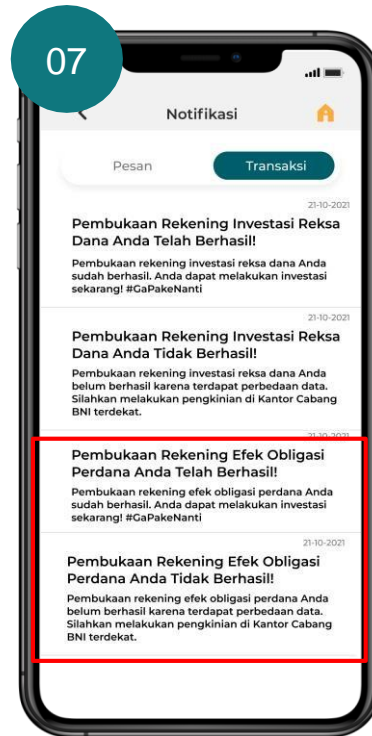 07
Notifikasi
Pesan
Transaksi
21-10-2021
Pembukaan Rekening Investasi Reksa
Dana Anda Telah Berhasil!
Pembukaan rekening investasi reksa dana Anda
sudah berhasil. Anda dapat melakukan investasi
sekarang! #GaPakeNanti
21-10-2021
Pembukaan Rekening Investasi Reksa
Dana Anda Tidak Berhasil!
Pembukaan rekening investasi reksa dana Anda
belum berhasil karena terdapat perbedaan data.
Silahkan melakukan pengkinian di Kantor Cabang
BNI terdekat.
21-10-2021
Pembukaan Rekening Efek Obligasi
Perdana Anda Telah Berhasil!
Pembukaan rekening efek obligasi perdana Anda
sudah berhasil. Anda dapat melakukan investasi
sekarang! #GaPakeNanti
21-10-2021
Pembukaan Rekening Efek Obligasi
Perdana Anda Tidak Berhasil!
Pembukaan rekening efek obligasi perdana Anda
belum berhasil karena terdapat perbedaan data.
Silahkan melakukan pengkinian di Kantor Cabang
BNI terdekat.